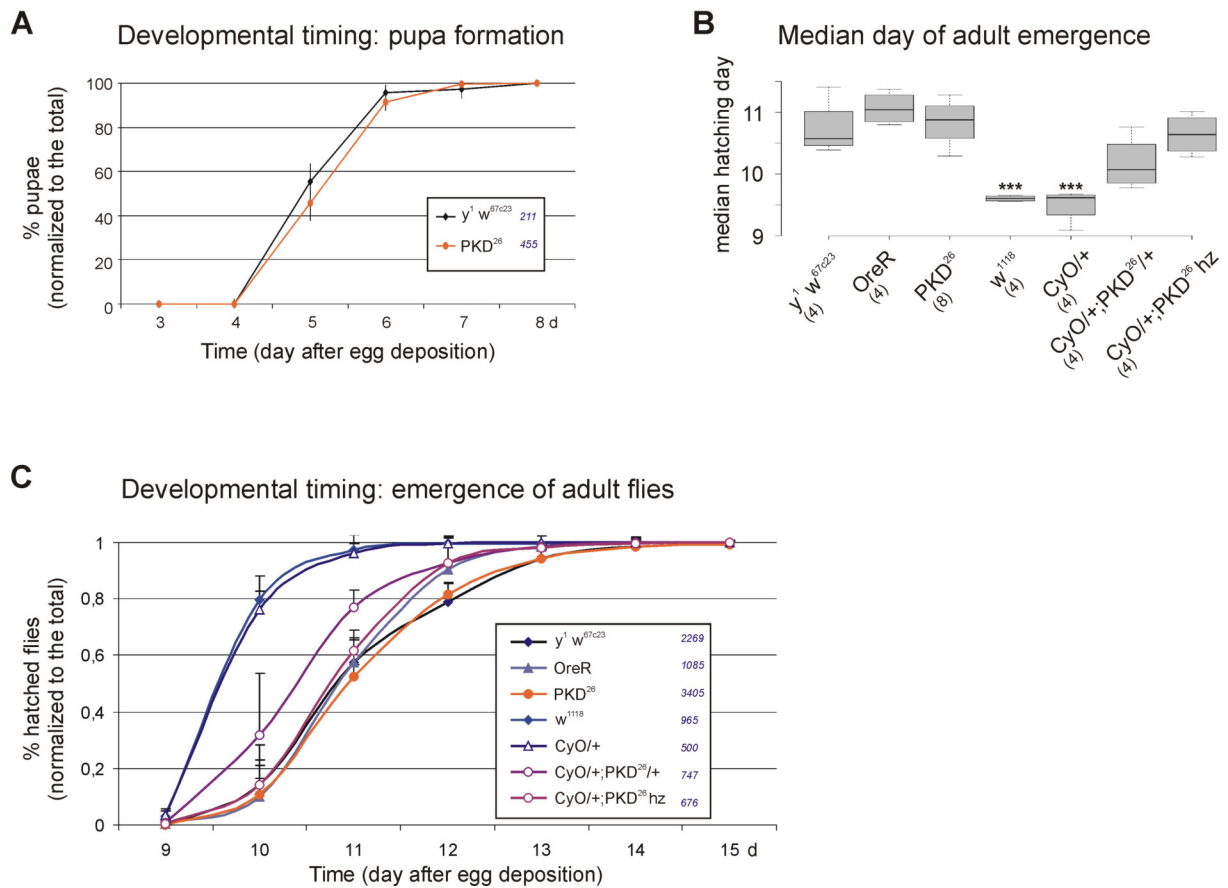 A
Developmental timing: pupa formation
% pupae
(normalized to the total)
100
80
60
40
20
0
y¹ w⁶⁷ᶜ²³ 211
PKD²⁶ 455
3 4 5 6 7 8 d
Time (day after egg deposition)
B
Median day of adult emergence
median hatching day
11
10
9
*** ***
y¹ w⁶⁷ᶜ²³
(4)
OreR
(4)
PKD²⁶
(8)
w¹¹¹⁸
(4)
CyO/+
(4)
CyO/+;PKD²⁶/+
(4)
CyO/+;PKD²⁶ hz
(4)
C
Developmental timing: emergence of adult flies
% hatched flies
(normalized to the total)
1
0.8
0,6
0.4
0,2
0
y¹ w⁶⁷ᶜ²³ 2269
OreR 1085
PKD²⁶ 3405
w¹¹¹⁸ 965
CyO/+ 500
CyO/+;PKD²⁶/+ 747
CyO/+;PKD²⁶ hz 676
9 10 11 12 13 14 15 d
Time (day after egg deposition)